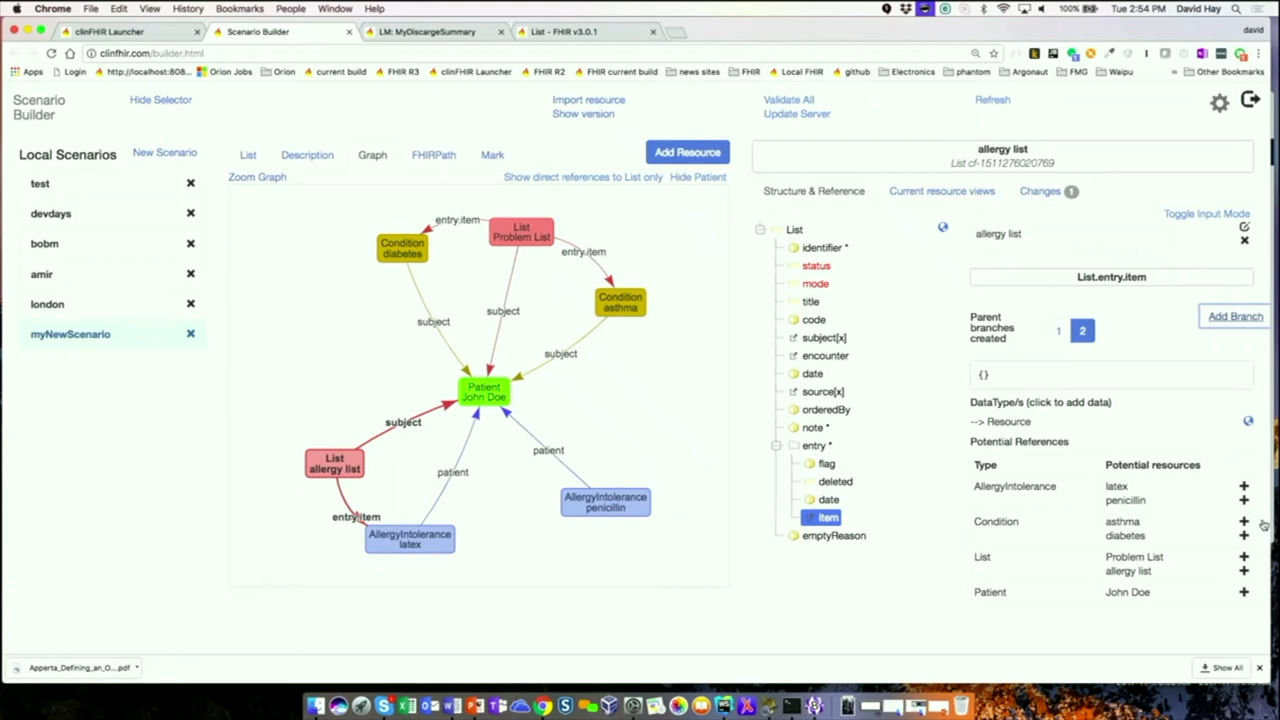 Chrome File Edit View History Bookmarks People Window Help 100% Tue 2:54 PM David Hay
clinFHIR Launcher Scenario Builder LM: MyDiscargeSummary List - FHIR v3.0.1 david
clinfhir.com/builder.html
Apps Login http://localhost:808... Orion Jobs Orion current build FHIR R3 clinFHIR Launcher FHIR R2 FHIR current build news sites FHIR Local FHIR github Electronics phantom Argonaut FMG Waipu » Other Bookmarks
Scenario
Builder
Hide Selector
Import resource
Show version
Validate All
Update Server
Refresh
Local Scenarios
New Scenario
test
devdays
bobm
amir
london
myNewScenario
List Description Graph FHIRPath Mark
Add Resource
Zoom Graph
Show direct references to List only Hide Patient
entry.item
List
Problem List
Condition
diabetes
entry.item
Condition
asthma
subject
subject
subject
Patient
John Doe
subject
patient
patient
List
allergy list
entry.item
AllergyIntolerance
latex
AllergyIntolerance
penicillin
allergy list
List cf-1511276020769
Structure & Reference Current resource views Changes 1
Toggle Input Mode
List
identifier *
status
mode
title
code
subject[x]
encounter
date
source[x]
orderedBy
note *
entry *
flag
deleted
date
item
emptyReason
allergy list
List.entry.item
Add Branch
Parent
branches
created
1 2
{}
DataType/s (click to add data)
--> Resource
Potential References
Type Potential resources
AllergyIntolerance latex
penicillin
Condition asthma
diabetes
List Problem List
allergy list
Patient John Doe
Apperta_Defining_an_O....pdf
Show All